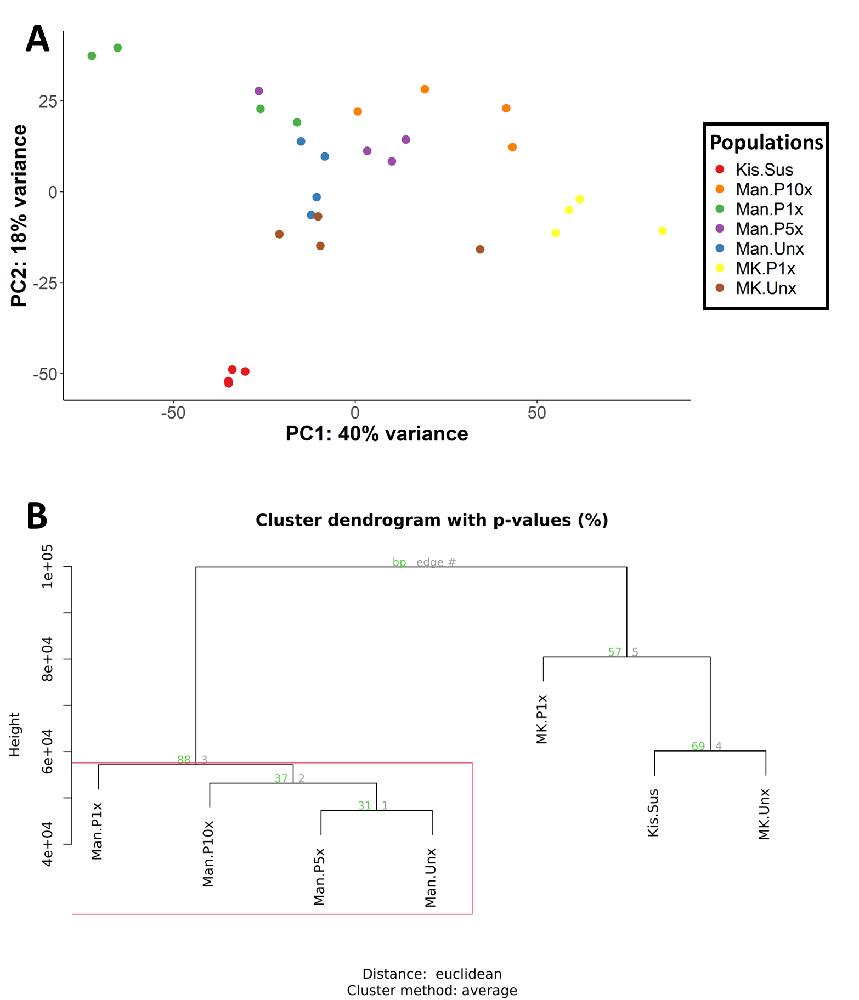 A
PC2: 18% variance
25
0
-25
-50
-50
0
50
PC1: 40% variance
Populations
Kis.Sus
Man.P10x
Man.P1x
Man.P5x
Man.Unx
MK.P1x
MK.Unx
B
Cluster dendrogram with p-values (%)
Height
1e+05
8e+04
6e+04
4e+04
bp edge #
57 5
69 4
88 3
37 2
31 1
Man.P1x
Man.P10x
Man.P5x
Man.Unx
MK.P1x
Kis.Sus
MK.Unx
Distance: euclidean
Cluster method: average